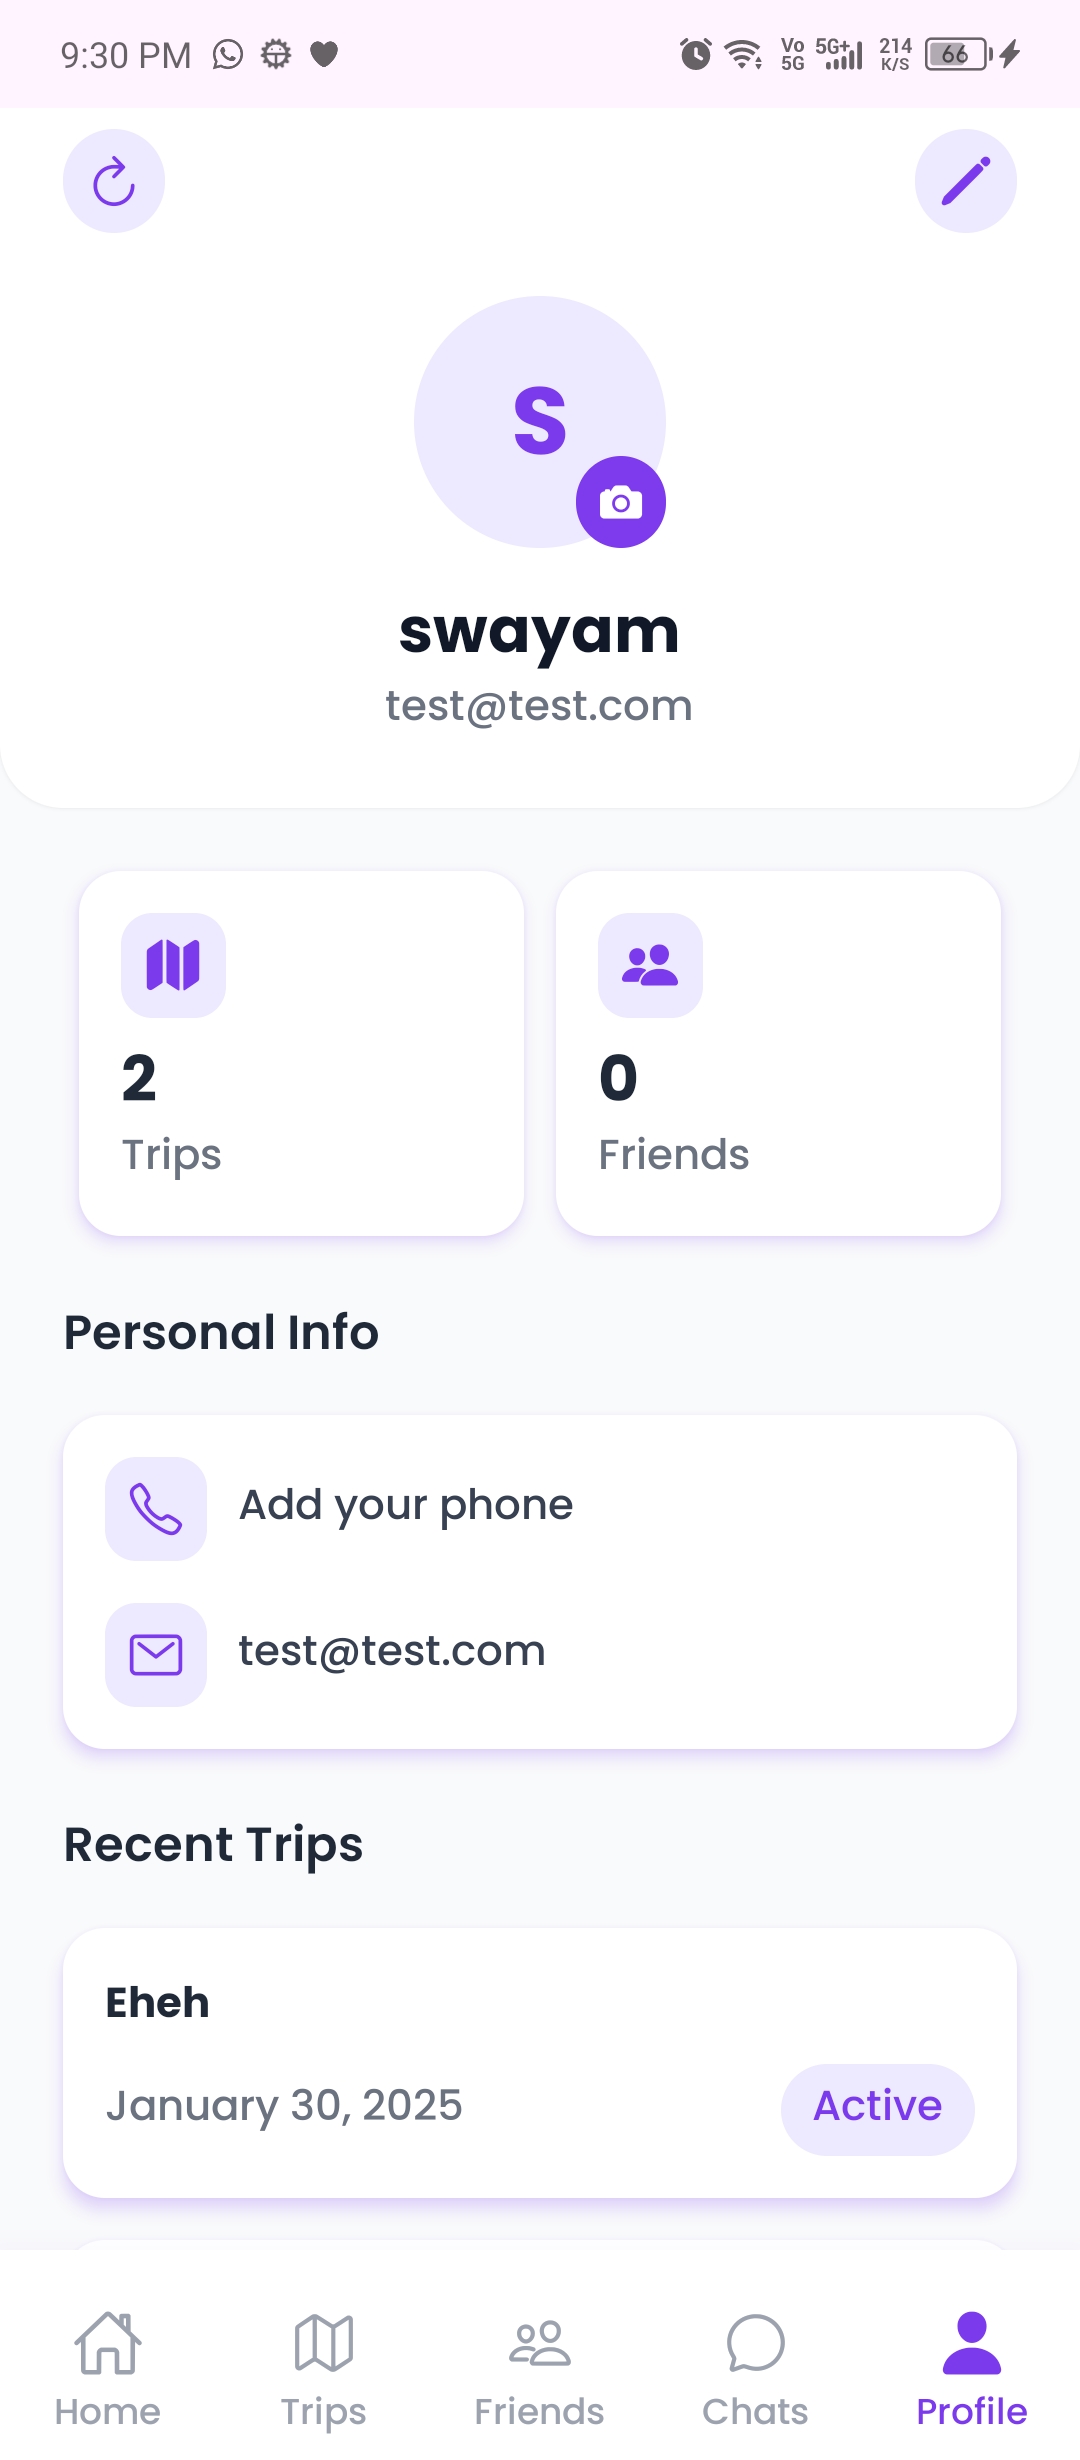 9:30 PM Vo 5G 5G+ 214 K/S 66
S
swayam
test@test.com
2
Trips
0
Friends
Personal Info
Add your phone
test@test.com
Recent Trips
Eheh
January 30, 2025 Active
Home Trips Friends Chats Profile